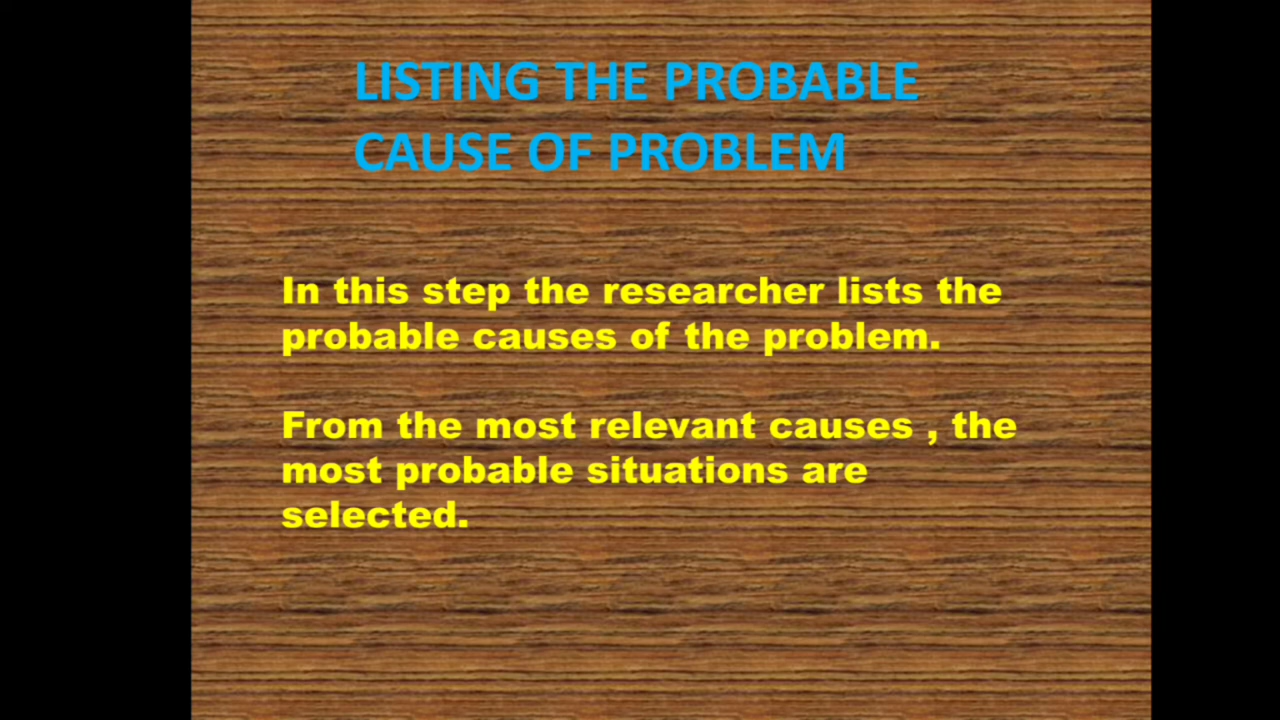 LISTING THE PROBABLE
CAUSE OF PROBLEM
In this step the researcher lists the
probable causes of the problem.
From the most relevant causes , the
most probable situations are
selected.